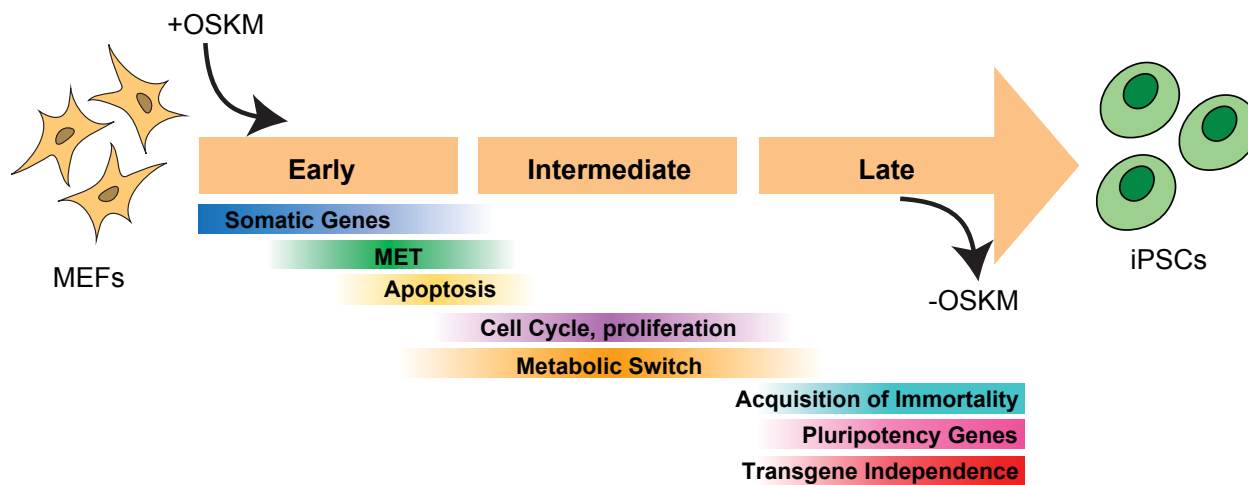 +OSKM
Early
Intermediate
Late
Somatic Genes
MET
Apoptosis
Cell Cycle, proliferation
Metabolic Switch
Acquisition of Immortality
Pluripotency Genes
Transgene Independence
MEFs
-OSKM
iPSCs